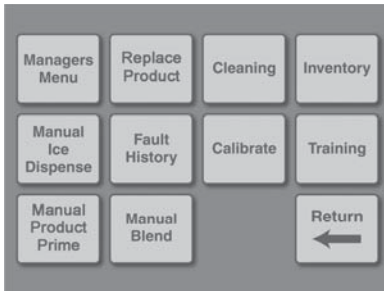 Managers
Menu
Replace
Product
Cleaning
Inventory
Manual
Ice
Dispense
Fault
History
Calibrate
Training
Manual
Product
Prime
Manual
Blend
Return